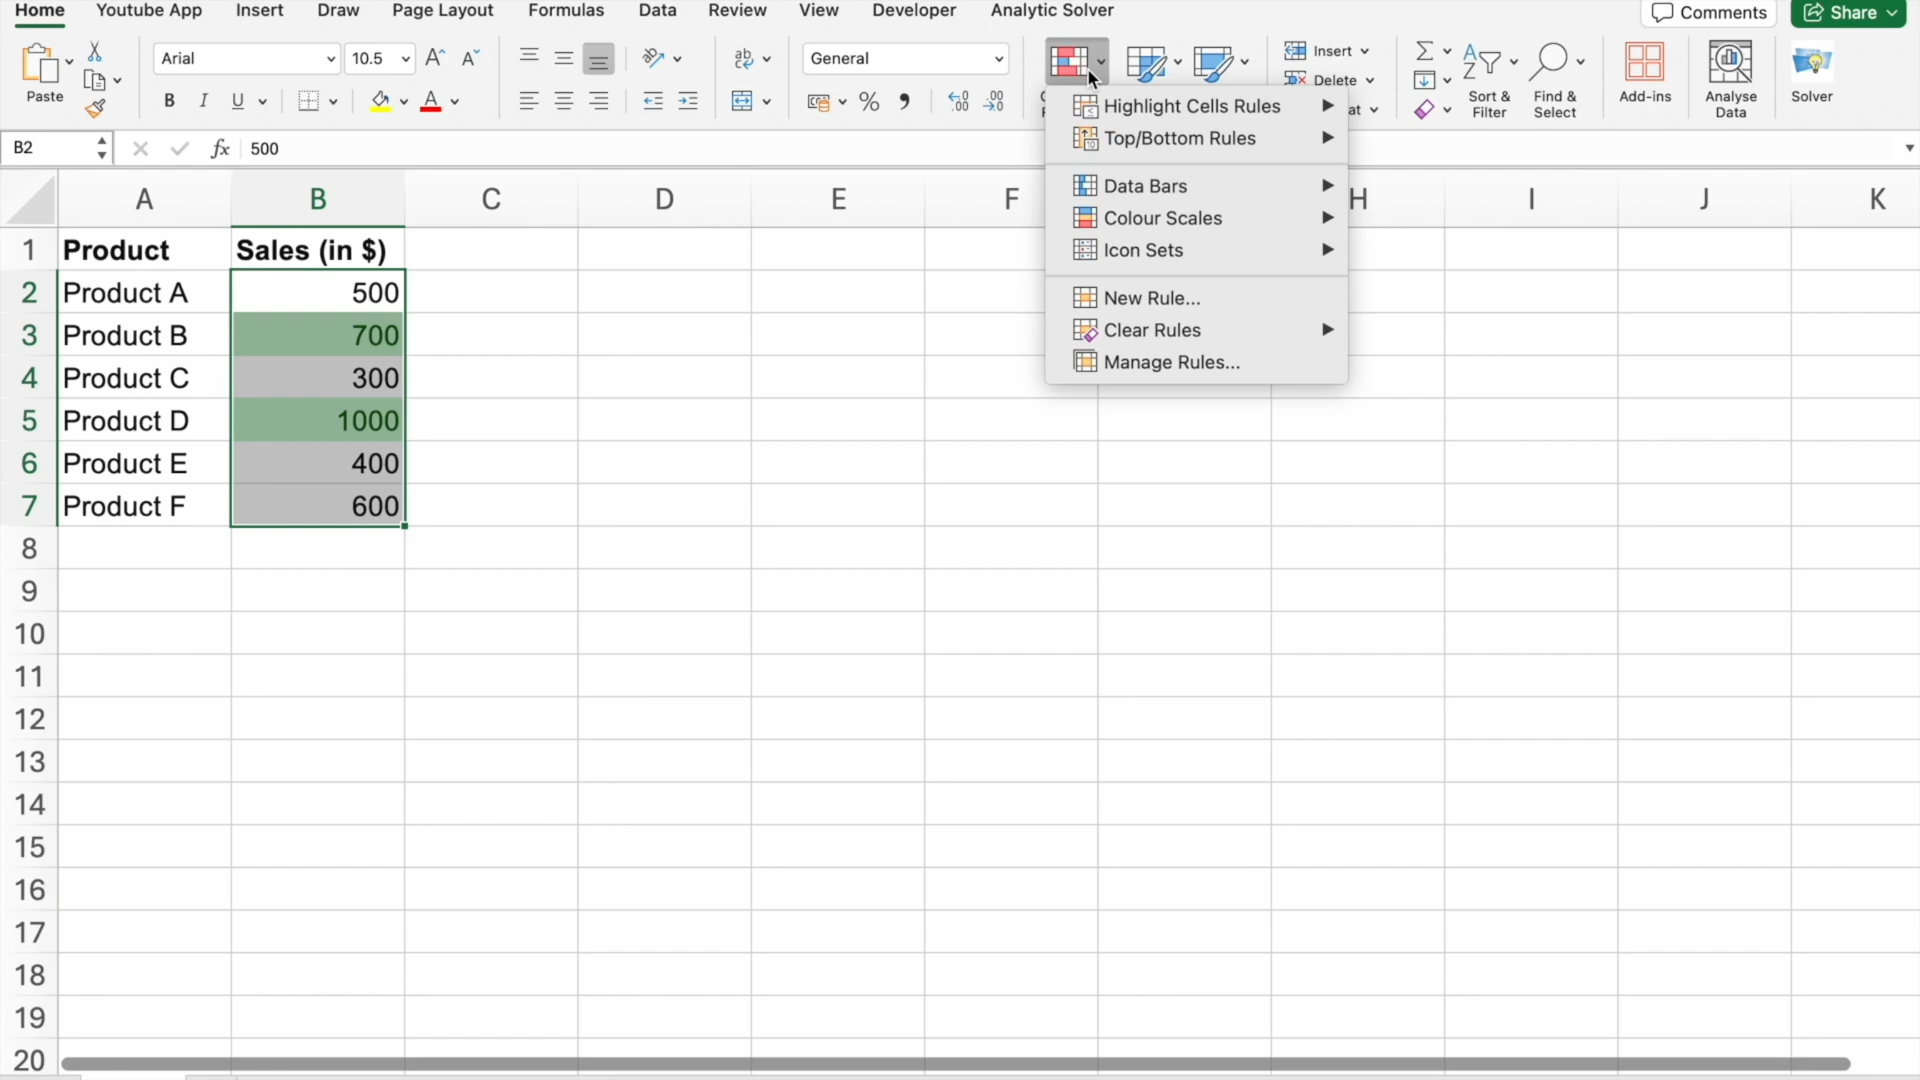 Home Youtube App Insert Draw Page Layout Formulas Data Review View Developer Analytic Solver Comments Share
Paste Arial 10.5 A A ab General Insert
B I U A % Delete
Sort & Filter Find & Select Add-ins Analyse Data Solver
Highlight Cells Rules
Top/Bottom Rules
Data Bars
Colour Scales
Icon Sets
New Rule...
Clear Rules
Manage Rules...
B2 fx 500
A B C D E F H I J K
1 Product Sales (in $)
2 Product A 500
3 Product B 700
4 Product C 300
5 Product D 1000
6 Product E 400
7 Product F 600
8
9
10
11
12
13
14
15
16
17
18
19
20